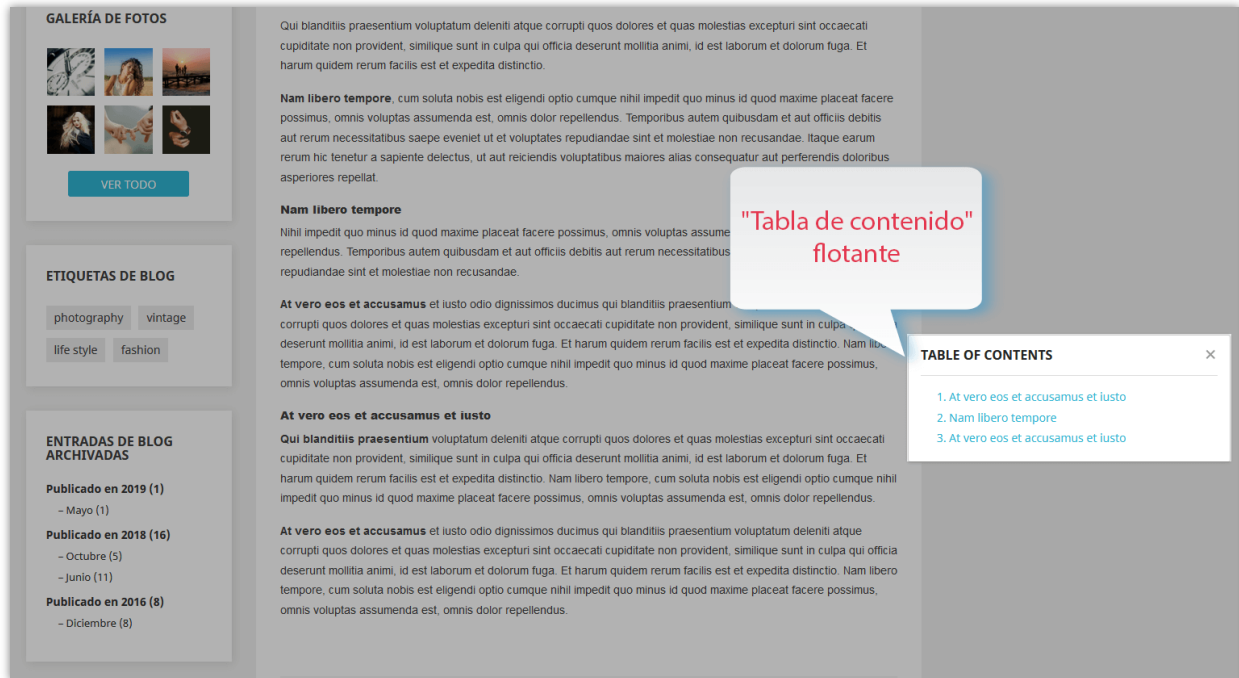 GALERÍA DE FOTOS
VER TODO
ETIQUETAS DE BLOG
photography
vintage
life style
fashion
ENTRADAS DE BLOG
ARCHIVADAS
Publicado en 2019 (1)
– Mayo (1)
Publicado en 2018 (16)
– Octubre (5)
– Junio (11)
Publicado en 2016 (8)
– Diciembre (8)
Qui blanditiis praesentium voluptatum deleniti atque corrupti quos dolores et quas molestias excepturi sint occaecati
cupiditate non provident, similique sunt in culpa qui officia deserunt mollitia animi, id est laborum et dolorum fuga. Et
harum quidem rerum facilis est et expedita distinctio.
Nam libero tempore, cum soluta nobis est eligendi optio cumque nihil impedit quo minus id quod maxime placeat facere
possimus, omnis voluptas assumenda est, omnis dolor repellendus. Temporibus autem quibusdam et aut officiis debitis
aut rerum necessitatibus saepe eveniet ut et voluptates repudiandae sint et molestiae non recusandae. Itaque earum
rerum hic tenetur a sapiente delectus, ut aut reiciendis voluptatibus maiores alias consequatur aut perferendis doloribus
asperiores repellat.
Nam libero tempore
Nihil impedit quo minus id quod maxime placeat facere possimus, omnis voluptas assume
repellendus. Temporibus autem quibusdam et aut officiis debitis aut rerum necessitatibus
repudiandae sint et molestiae non recusandae.
At vero eos et accusamus et iusto odio dignissimos ducimus qui blanditiis praesentium
corrupti quos dolores et quas molestias excepturi sint occaecati cupiditate non provident, similique sunt in culpa
deserunt mollitia animi, id est laborum et dolorum fuga. Et harum quidem rerum facilis est et expedita distinctio. Nam
tempore, cum soluta nobis est eligendi optio cumque nihil impedit quo minus id quod maxime placeat facere possimus,
omnis voluptas assumenda est, omnis dolor repellendus.
At vero eos et accusamus et iusto
Qui blanditiis praesentium voluptatum deleniti atque corrupti quos dolores et quas molestias excepturi sint occaecati
cupiditate non provident, similique sunt in culpa qui officia deserunt mollitia animi, id est laborum et dolorum fuga. Et
harum quidem rerum facilis est et expedita distinctio. Nam libero tempore, cum soluta nobis est eligendi optio cumque nihil
impedit quo minus id quod maxime placeat facere possimus, omnis voluptas assumenda est, omnis dolor repellendus.
At vero eos et accusamus et iusto odio dignissimos ducimus qui blanditiis praesentium voluptatum deleniti atque
corrupti quos dolores et quas molestias excepturi sint occaecati cupiditate non provident, similique sunt in culpa qui officia
deserunt mollitia animi, id est laborum et dolorum fuga. Et harum quidem rerum facilis est et expedita distinctio. Nam libero
tempore, cum soluta nobis est eligendi optio cumque nihil impedit quo minus id quod maxime placeat facere possimus,
omnis voluptas assumenda est, omnis dolor repellendus.
"Tabla de contenido"
flotante
TABLE OF CONTENTS
1. At vero eos et accusamus et iusto
2. Nam libero tempore
3. At vero eos et accusamus et iusto